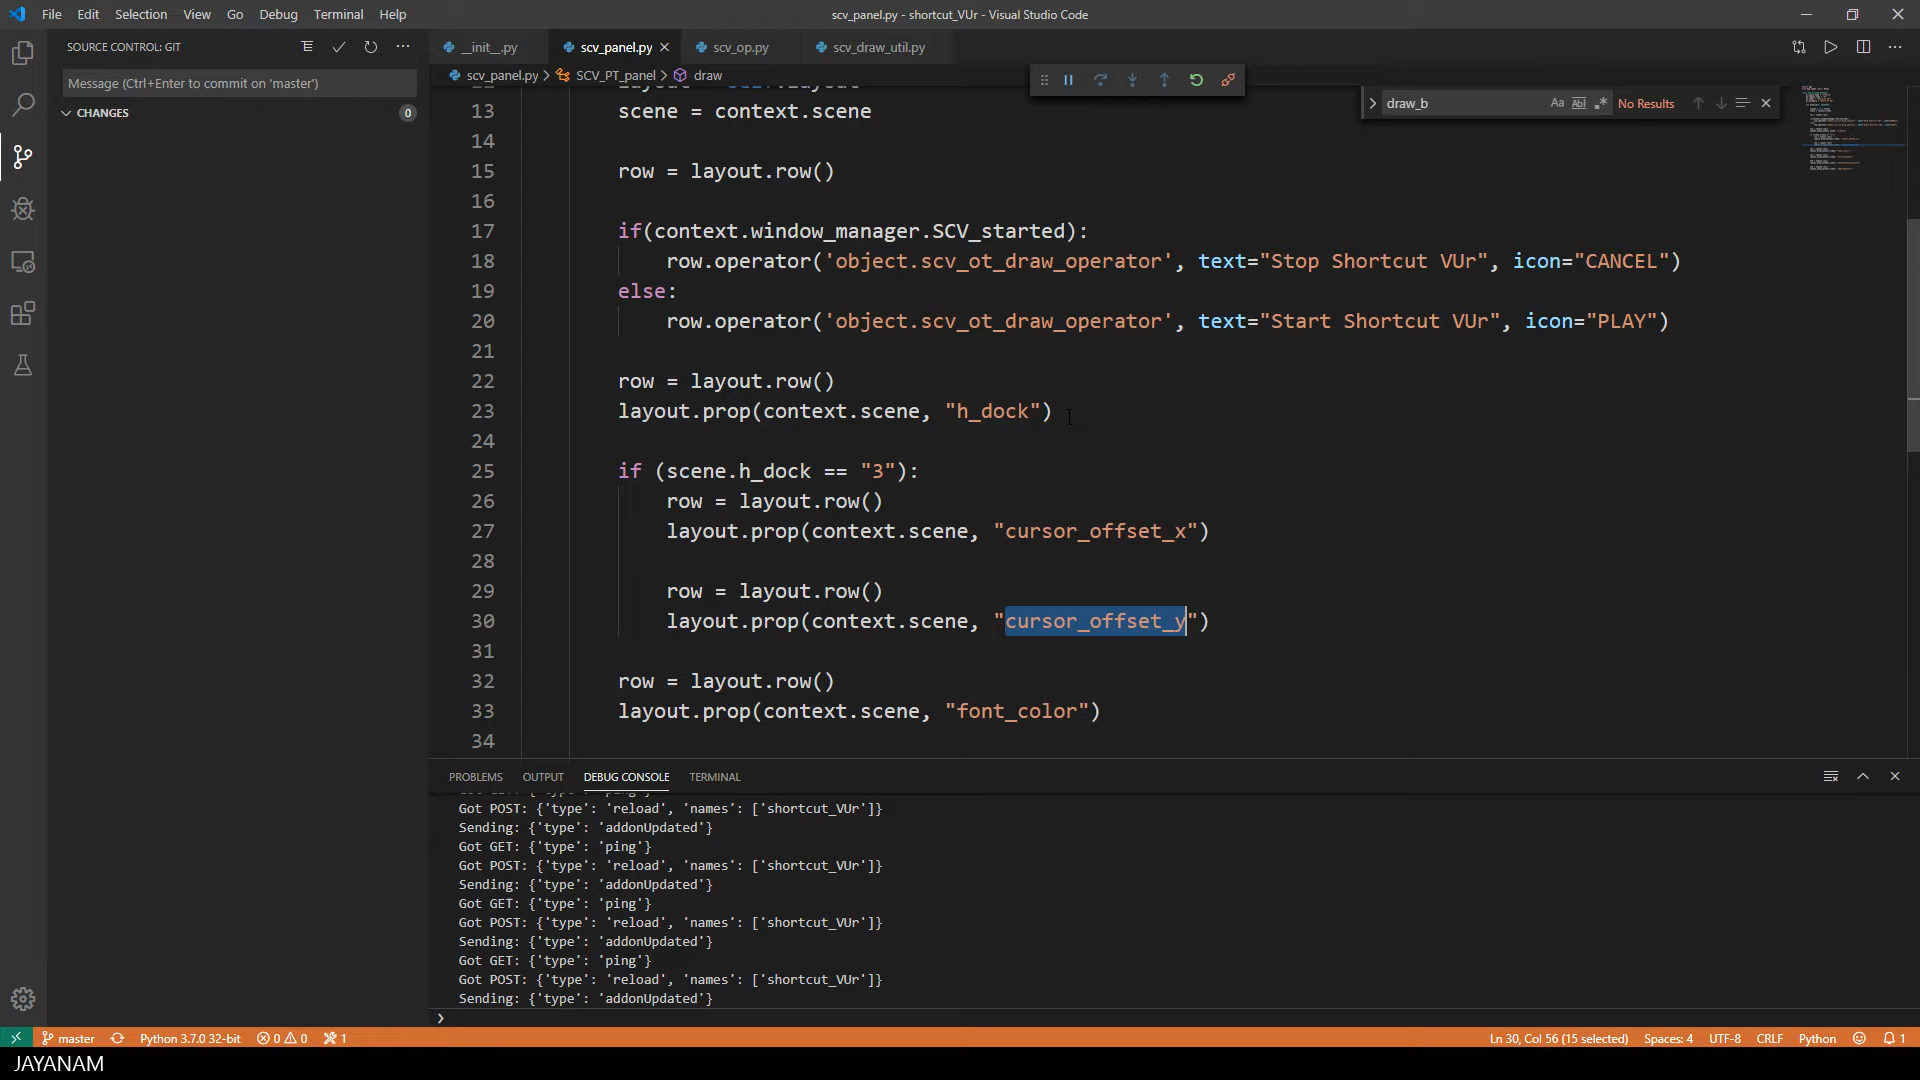 File Edit Selection View Go Debug Terminal Help
scv_panel.py - shortcut_VUr - Visual Studio Code
SOURCE CONTROL: GIT
Message (Ctrl+Enter to commit on 'master')
CHANGES 0
__init__.py scv_panel.py scv_op.py scv_draw_util.py
scv_panel.py > SCV_PT_panel > draw
draw_b Aa Abl No Results
13 scene = context.scene
14
15 row = layout.row()
16
17 if(context.window_manager.SCV_started):
18 row.operator('object.scv_ot_draw_operator', text="Stop Shortcut VUr", icon="CANCEL")
19 else:
20 row.operator('object.scv_ot_draw_operator', text="Start Shortcut VUr", icon="PLAY")
21
22 row = layout.row()
23 layout.prop(context.scene, "h_dock")
24
25 if (scene.h_dock == "3"):
26 row = layout.row()
27 layout.prop(context.scene, "cursor_offset_x")
28
29 row = layout.row()
30 layout.prop(context.scene, "cursor_offset_y")
31
32 row = layout.row()
33 layout.prop(context.scene, "font_color")
34
PROBLEMS OUTPUT DEBUG CONSOLE TERMINAL
Got POST: {'type': 'reload', 'names': ['shortcut_VUr']}
Sending: {'type': 'addonUpdated'}
Got GET: {'type': 'ping'}
Got POST: {'type': 'reload', 'names': ['shortcut_VUr']}
Sending: {'type': 'addonUpdated'}
Got GET: {'type': 'ping'}
Got POST: {'type': 'reload', 'names': ['shortcut_VUr']}
Sending: {'type': 'addonUpdated'}
Got GET: {'type': 'ping'}
Got POST: {'type': 'reload', 'names': ['shortcut_VUr']}
Sending: {'type': 'addonUpdated'}
master Python 3.7.0 32-bit 0 0 1 Ln 30, Col 56 (15 selected) Spaces: 4 UTF-8 CRLF Python 1
JAYANAM